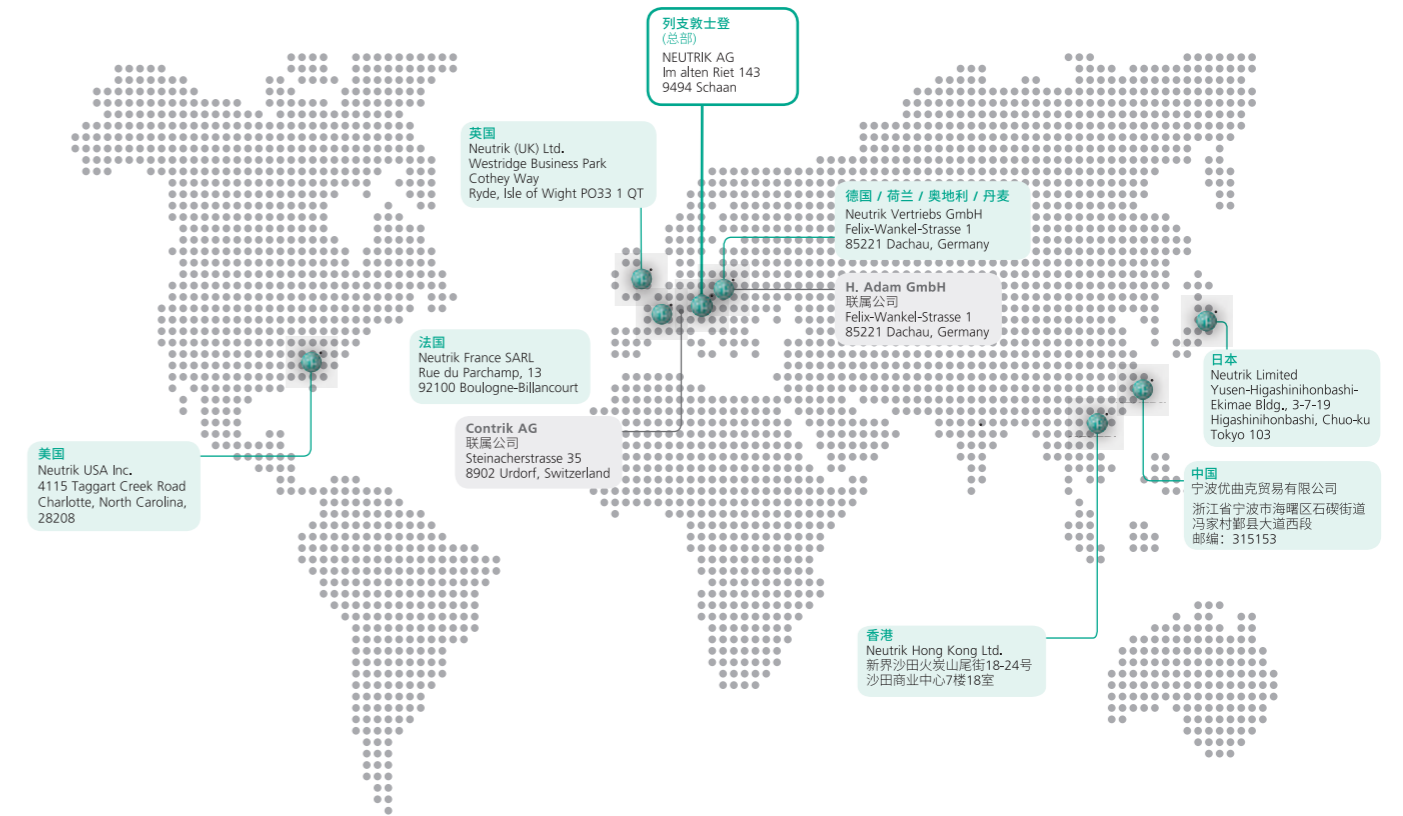 列支敦士登
(总部)
NEUTRIK AG
Im alten Riet 143
9494 Schaan
英国
Neutrik (UK) Ltd.
Westridge Business Park
Cothey Way
Ryde, Isle of Wight PO33 1 QT
德国 / 荷兰 / 奥地利 / 丹麦
Neutrik Vertriebs GmbH
Felix-Wankel-Strasse 1
85221 Dachau, Germany
H. Adam GmbH
联属公司
Felix-Wankel-Strasse 1
85221 Dachau, Germany
法国
Neutrik France SARL
Rue du Parchamp, 13
92100 Boulogne-Billancourt
日本
Neutrik Limited
Yusen-Higashinihonbashi-
Ekimae Bldg., 3-7-19
Higashinihonbashi, Chuo-ku
Tokyo 103
Contrik AG
联属公司
Steinacherstrasse 35
8902 Urdorf, Switzerland
美国
Neutrik USA Inc.
4115 Taggart Creek Road
Charlotte, North Carolina,
28208
中国
宁波优曲克贸易有限公司
浙江省宁波市海曙区石碶街道
冯家村鄞县大道西段
邮编：315153
香港
Neutrik Hong Kong Ltd.
新界沙田火炭山尾街18-24号
沙田商业中心7楼18室